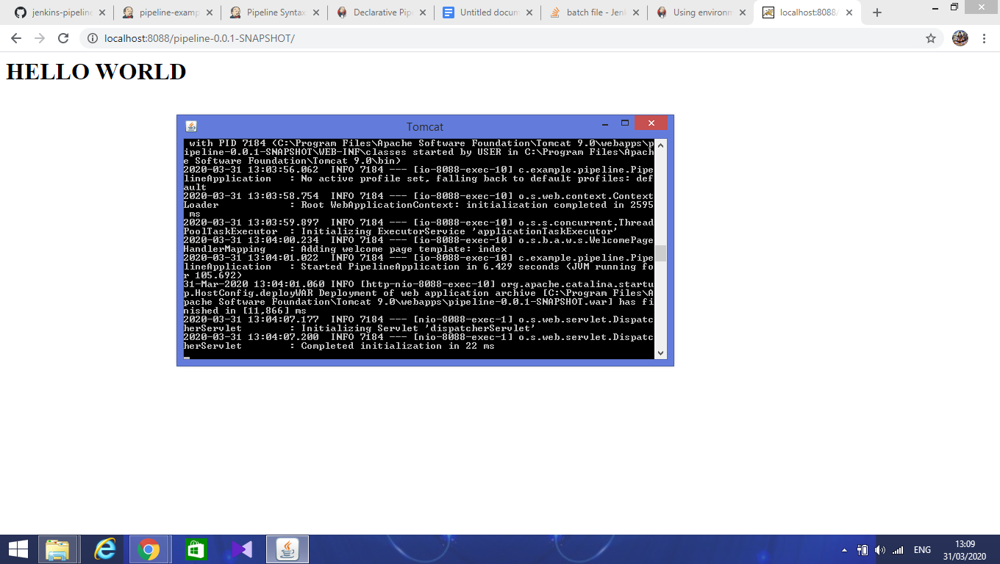 jenkins-pipelin
pipeline-examp
Pipeline Syntax
Declarative Pip
Untitled docum
batch file - Jen
Using environm
localhost:8088/
localhost:8088/pipeline-0.0.1-SNAPSHOT/
HELLO WORLD
Tomcat
with PID 7184 (C:\Program Files\Apache Software Foundation\Tomcat 9.0\webapps\p
ipeline-0.0.1-SNAPSHOT\WEB-INF\classes started by USER in C:\Program Files\Apach
e Software Foundation\Tomcat 9.0\bin)
2020-03-31 13:03:56.062  INFO 7184 --- [io-8088-exec-10] c.example.pipeline.Pipe
lineApplication   : No active profile set, falling back to default profiles: def
ault
2020-03-31 13:03:58.754  INFO 7184 --- [io-8088-exec-10] o.s.web.context.Context
Loader            : Root WebApplicationContext: initialization completed in 2595
ms
2020-03-31 13:03:59.897  INFO 7184 --- [io-8088-exec-10] o.s.s.concurrent.Thread
PoolTaskExecutor  : Initializing ExecutorService 'applicationTaskExecutor'
2020-03-31 13:04:00.234  INFO 7184 --- [io-8088-exec-10] o.s.b.a.w.s.WelcomePage
HandlerMapping    : Adding welcome page template: index
2020-03-31 13:04:01.022  INFO 7184 --- [io-8088-exec-10] c.example.pipeline.Pipe
lineApplication   : Started PipelineApplication in 6.429 seconds (JVM running fo
r 105.692)
31-Mar-2020 13:04:01.060 INFO [http-nio-8088-exec-10] org.apache.catalina.startu
p.HostConfig.deployWAR Deployment of web application archive [C:\Program Files\A
pache Software Foundation\Tomcat 9.0\webapps\pipeline-0.0.1-SNAPSHOT.war] has fi
nished in [11,866] ms
2020-03-31 13:04:07.177  INFO 7184 --- [nio-8088-exec-1] o.s.web.servlet.Dispatc
herServlet        : Initializing Servlet 'dispatcherServlet'
2020-03-31 13:04:07.200  INFO 7184 --- [nio-8088-exec-1] o.s.web.servlet.Dispatc
herServlet        : Completed initialization in 22 ms
ENG
13:09
31/03/2020